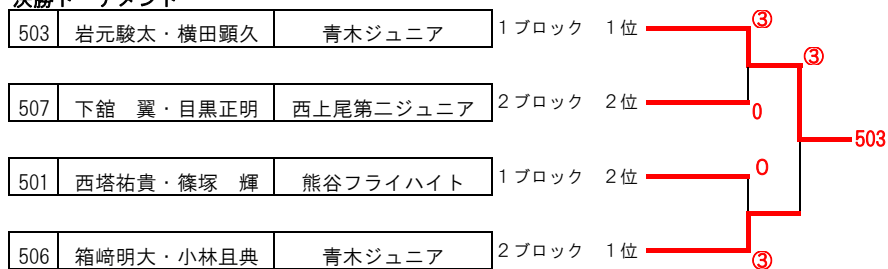 決勝トーナメント
503 岩元駿太・横田顕久 青木ジュニア 1ブロック 1位 ③
③
507 下舘 翼・目黒正明 西上尾第二ジュニア 2ブロック 2位 0
503
501 西塔祐貴・篠塚 輝 熊谷フライハイト 1ブロック 2位 0
506 箱崎明大・小林且典 青木ジュニア 2ブロック 1位 ③